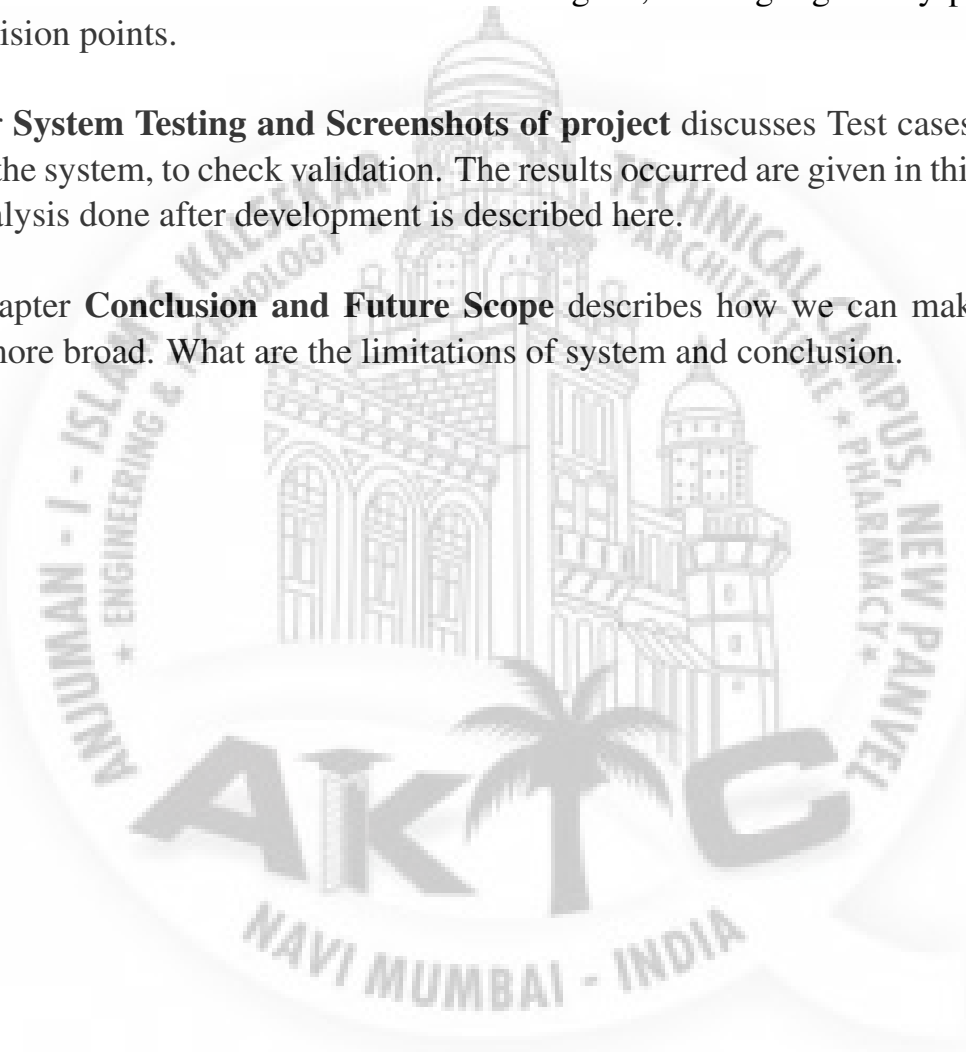 ision points.
System Testing and Screenshots of project discusses Test cases
the system, to check validation. The results occurred are given in thi
alysis done after development is described here.
apter Conclusion and Future Scope describes how we can mak
more broad. What are the limitations of system and conclusion.
ANJUMAN - I - ISLAM'S KALSEKAR TECHNICAL CAMPUS, NEW PANVEL
* ENGINEERING & TECHNOLOGY * ARCHITECTURE * PHARMACY *
AKTC
NAVI MUMBAI - INDIA